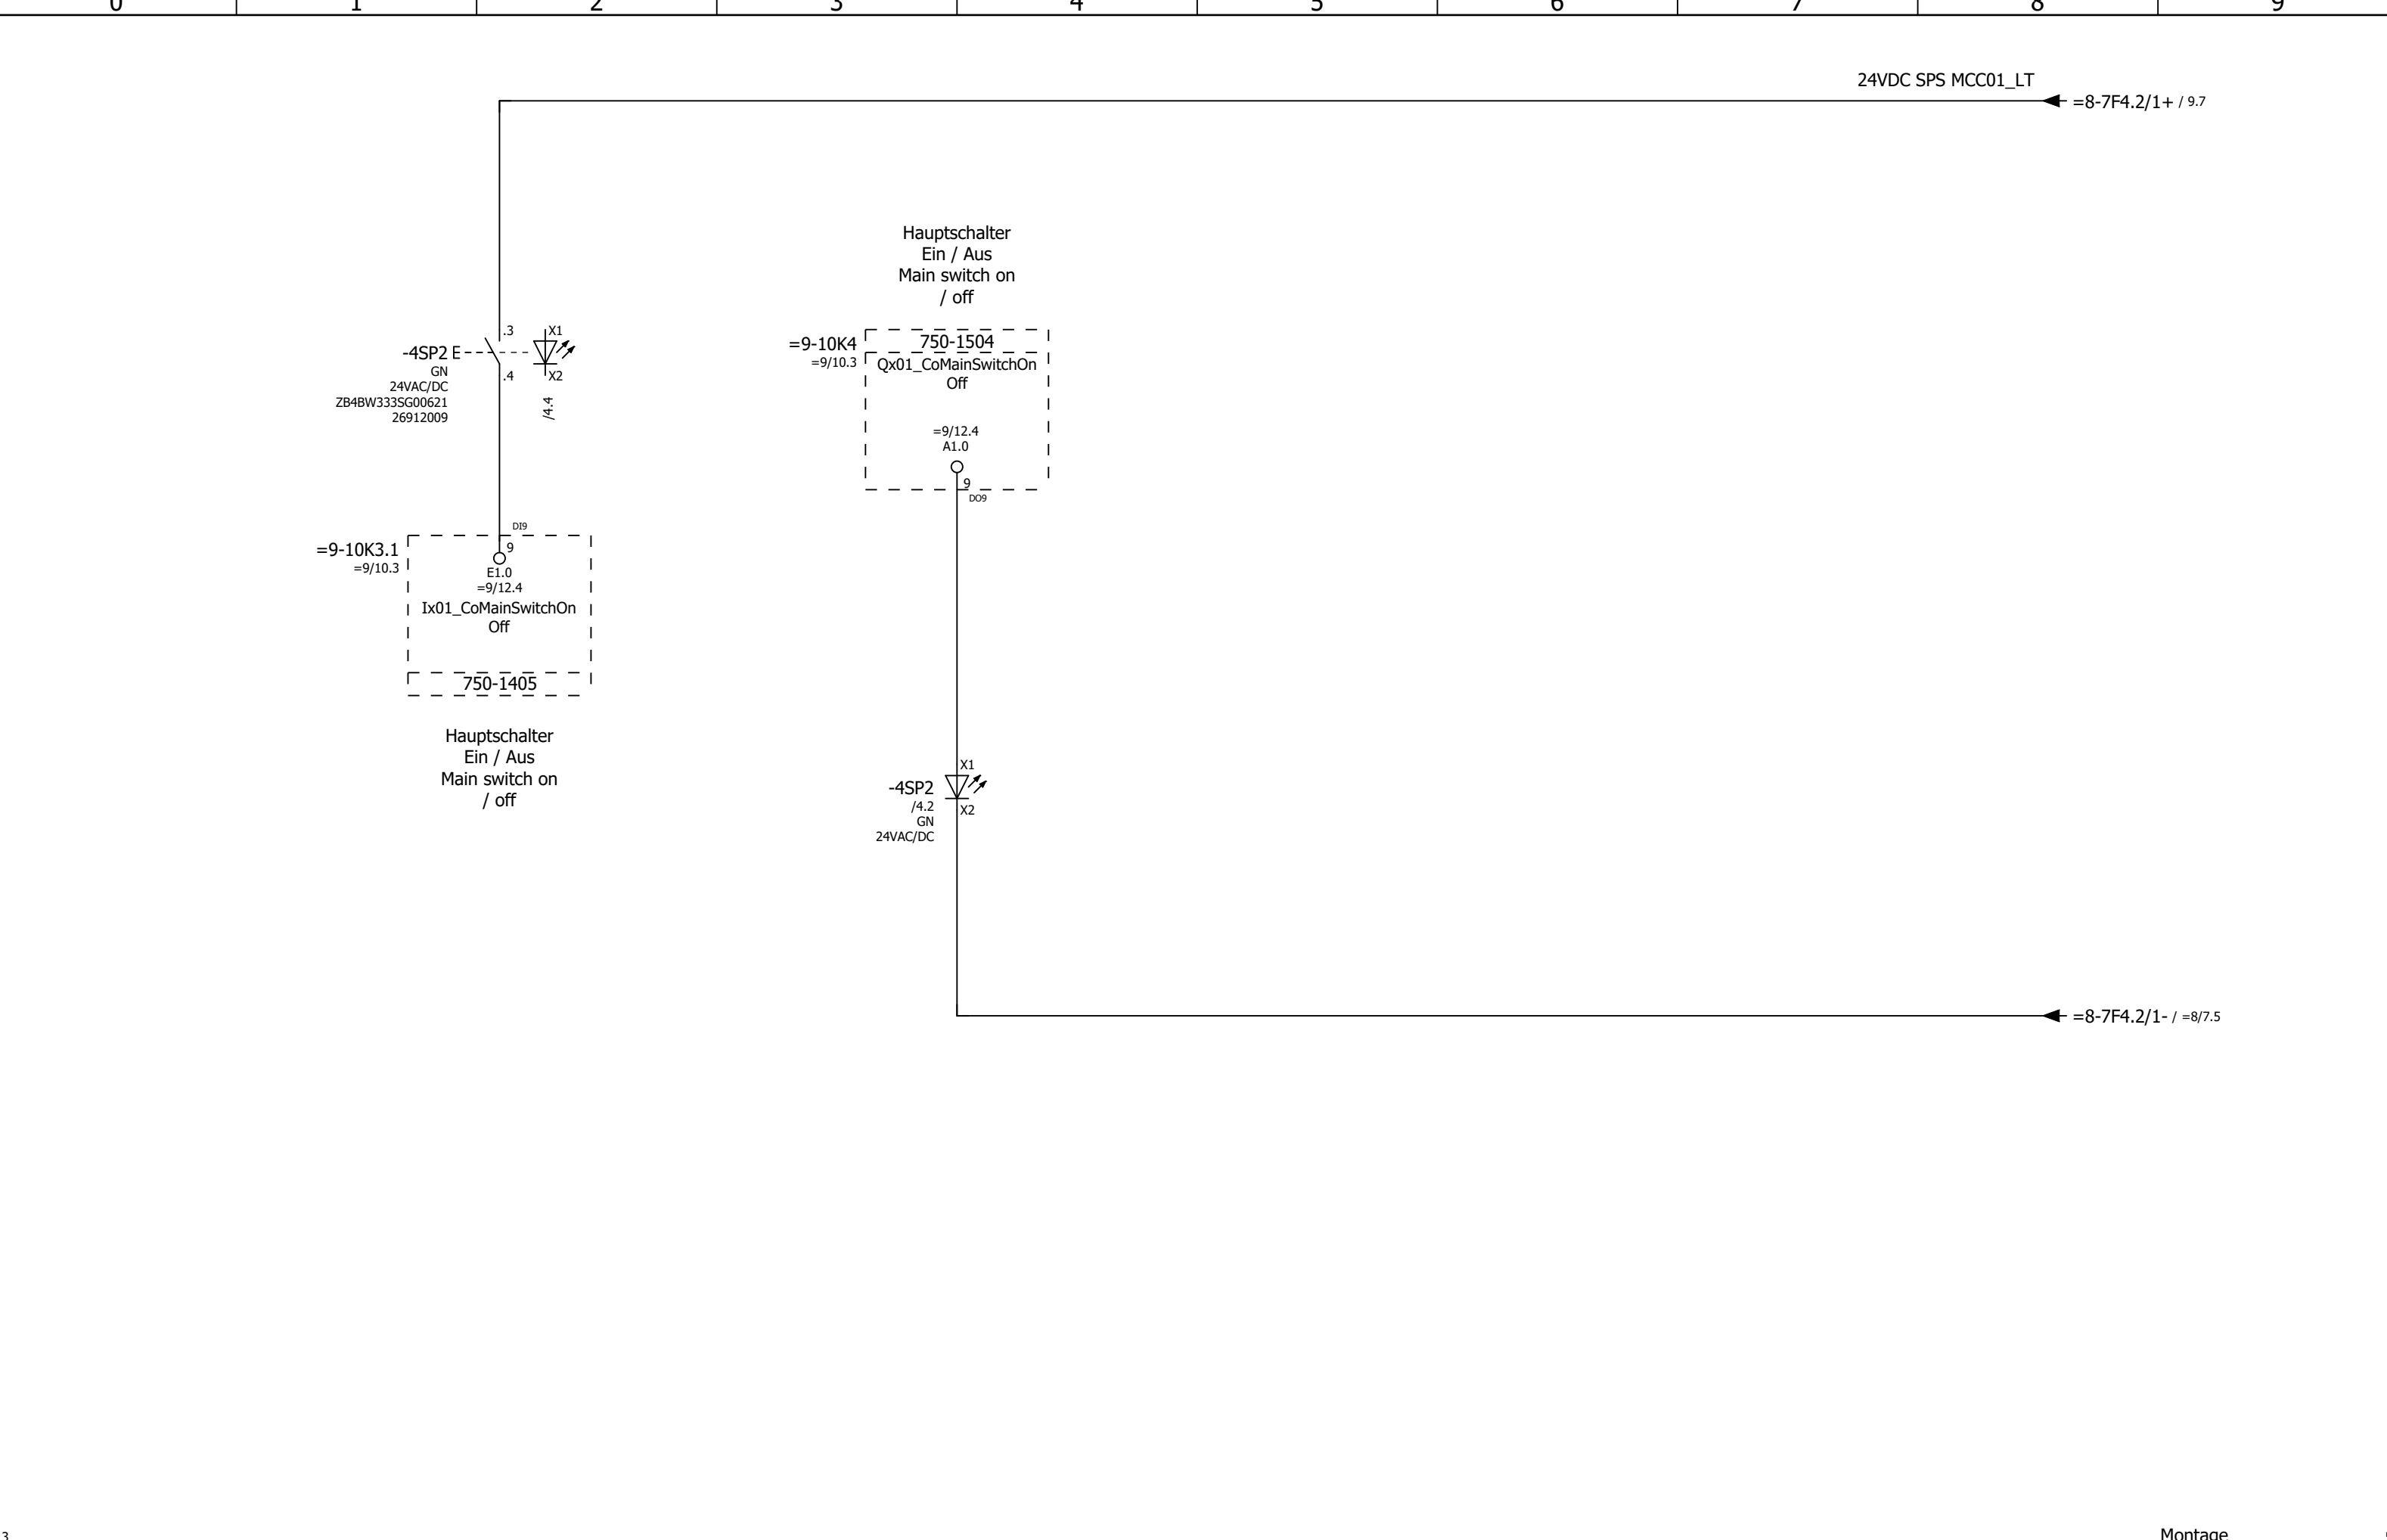 0 1 2 3 4 5 6 7 8 9
24VDC SPS MCC01_LT
=8-7F4.2/1+ / 9.7
Hauptschalter
Ein / Aus
Main switch on
/ off
-4SP2
GN
24VAC/DC
ZB4BW333SG00621
26912009
.3
.4
X1
X2
/4.4
=9-10K4
=9/10.3
750-1504
Qx01_CoMainSwitchOn
Off
=9/12.4
A1.0
9
DO9
=9-10K3.1
=9/10.3
DI9
9
E1.0
=9/12.4
Ix01_CoMainSwitchOn
Off
750-1405
Hauptschalter
Ein / Aus
Main switch on
/ off
-4SP2
/4.2
GN
24VAC/DC
X1
X2
=8-7F4.2/1- / =8/7.5
3
Montage